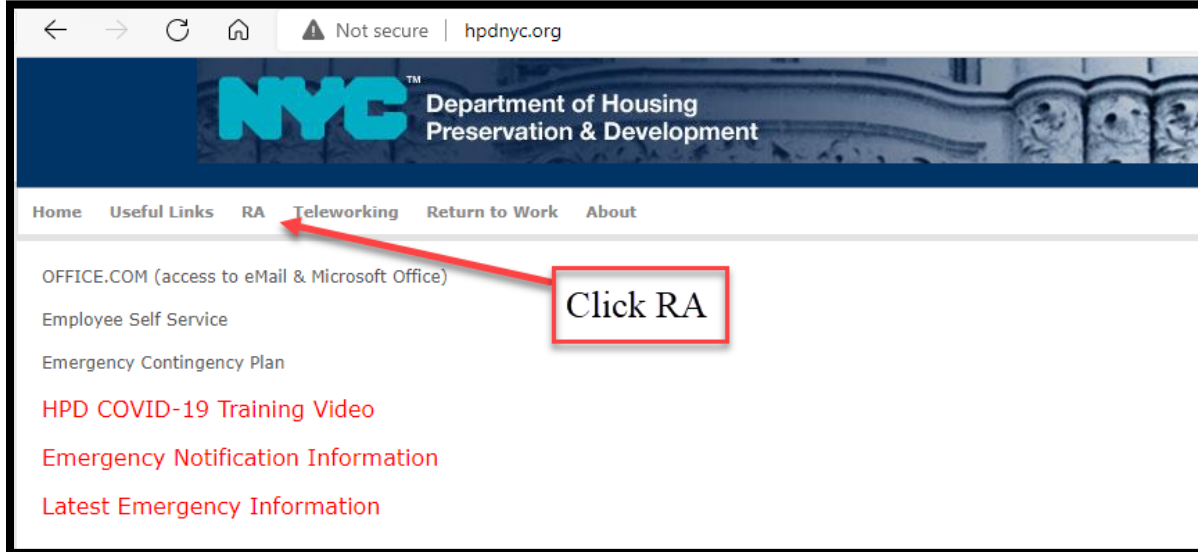 Not secure | hpdnyc.org
NYC™
Department of Housing
Preservation & Development
Home Useful Links RA Teleworking Return to Work About
OFFICE.COM (access to eMail & Microsoft Office)
Click RA
Employee Self Service
Emergency Contingency Plan
HPD COVID-19 Training Video
Emergency Notification Information
Latest Emergency Information